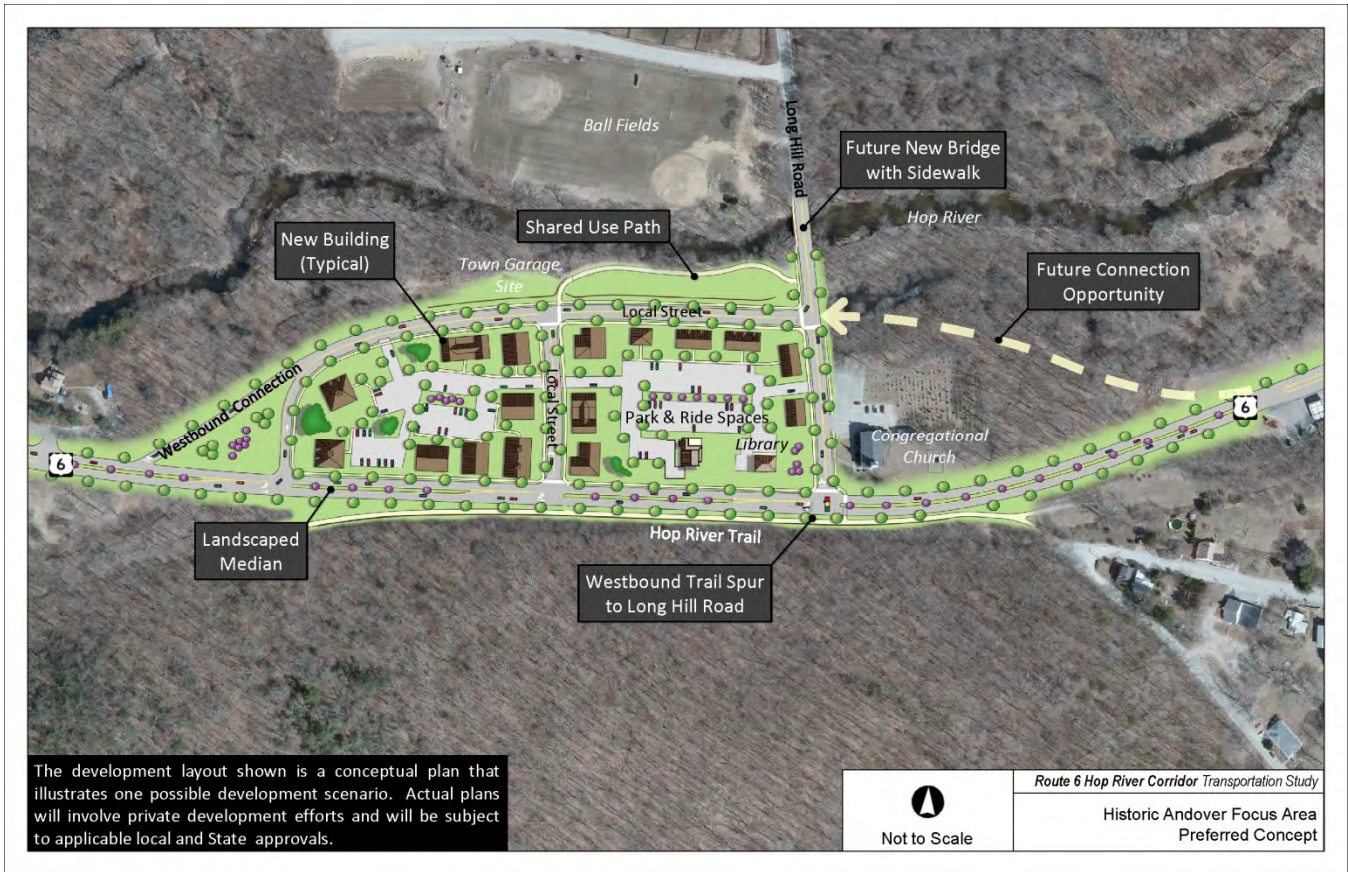 Ball Fields
Long Hill Road
Future New Bridge
with Sidewalk
Hop River
Shared Use Path
New Building
(Typical)
Town Garage
Site
Future Connection
Opportunity
Local Street
Westbound Connection
Local Street
Park & Ride Spaces
Library
Congregational
Church
6
6
Landscaped
Median
Hop River Trail
Westbound Trail Spur
to Long Hill Road
The development layout shown is a conceptual plan that
illustrates one possible development scenario. Actual plans
will involve private development efforts and will be subject
to applicable local and State approvals.
Not to Scale
Route 6 Hop River Corridor Transportation Study
Historic Andover Focus Area
Preferred Concept